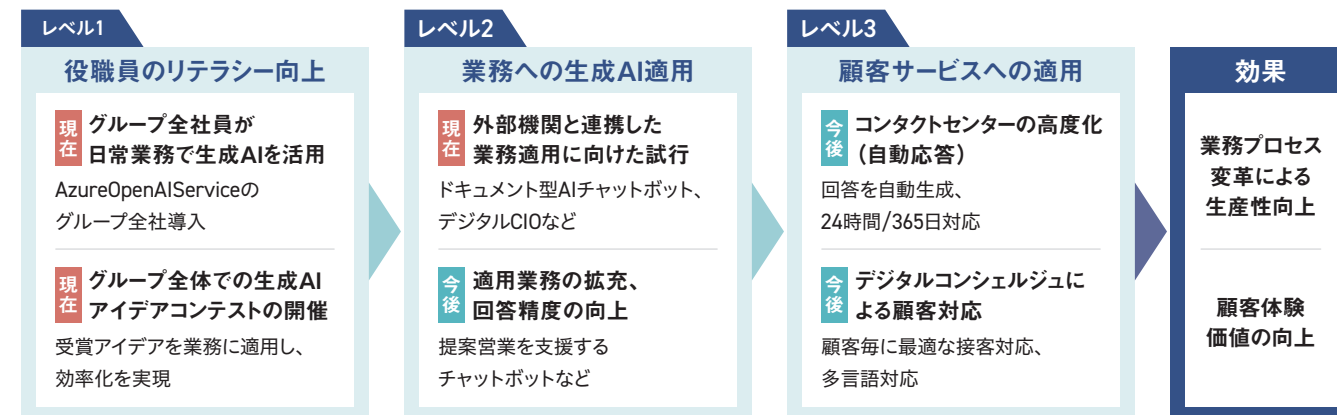 レベル1
役職員のリテラシー向上
現在
グループ全社員が
日常業務で生成AIを活用
AzureOpenAIServiceの
グループ全社導入
現在
グループ全体での生成AI
アイデアコンテストの開催
受賞アイデアを業務に適用し、
効率化を実現
レベル2
業務への生成AI適用
現在
外部機関と連携した
業務適用に向けた試行
ドキュメント型AIチャットボット、
デジタルCIOなど
今後
適用業務の拡充、
回答精度の向上
提案営業を支援する
チャットボットなど
レベル3
顧客サービスへの適用
今後
コンタクトセンターの高度化
（自動応答）
回答を自動生成、
24時間/365日対応
今後
デジタルコンシェルジュに
よる顧客対応
顧客毎に最適な接客対応、
多言語対応
効果
業務プロセス
変革による
生産性向上
顧客体験
価値の向上